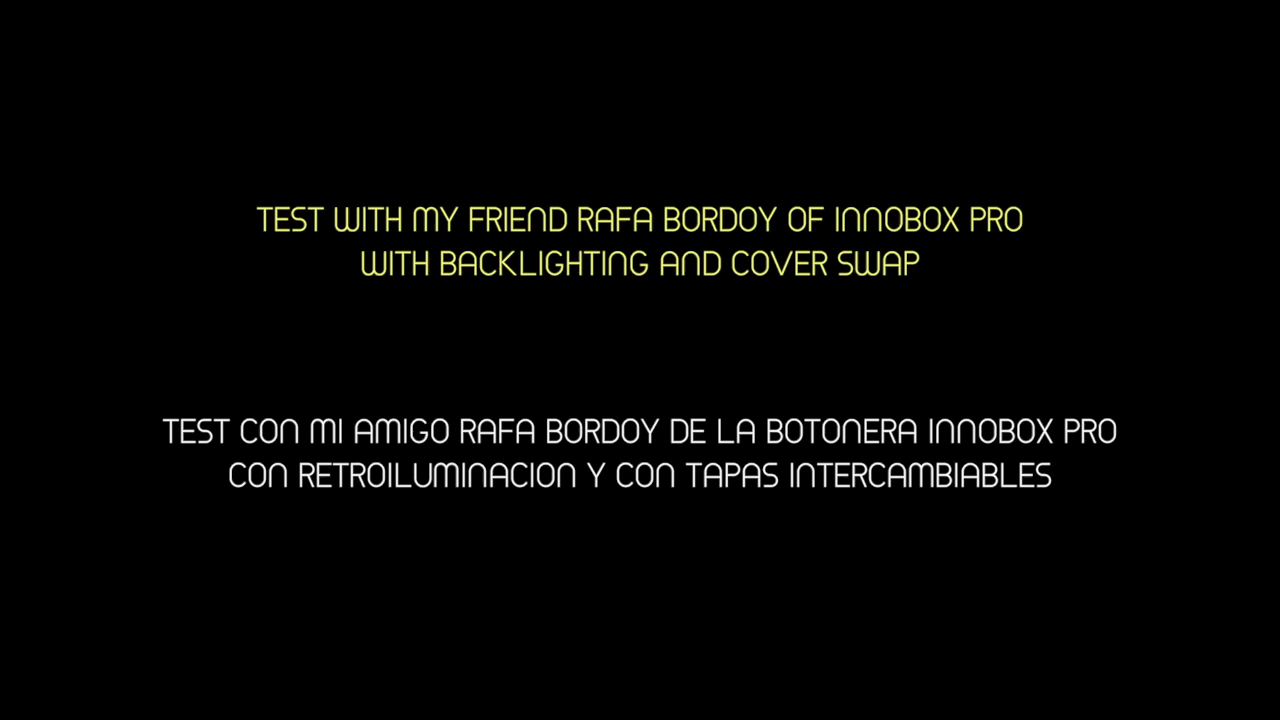 TEST WITH MY FRIEND RAFA BORDOY OF INNOBOX PRO
WITH BACKLIGHTING AND COVER SWAP
TEST CON MI AMIGO RAFA BORDOY DE LA BOTONERA INNOBOX PRO
CON RETROILUMINACION Y CON TAPAS INTERCAMBIABLES